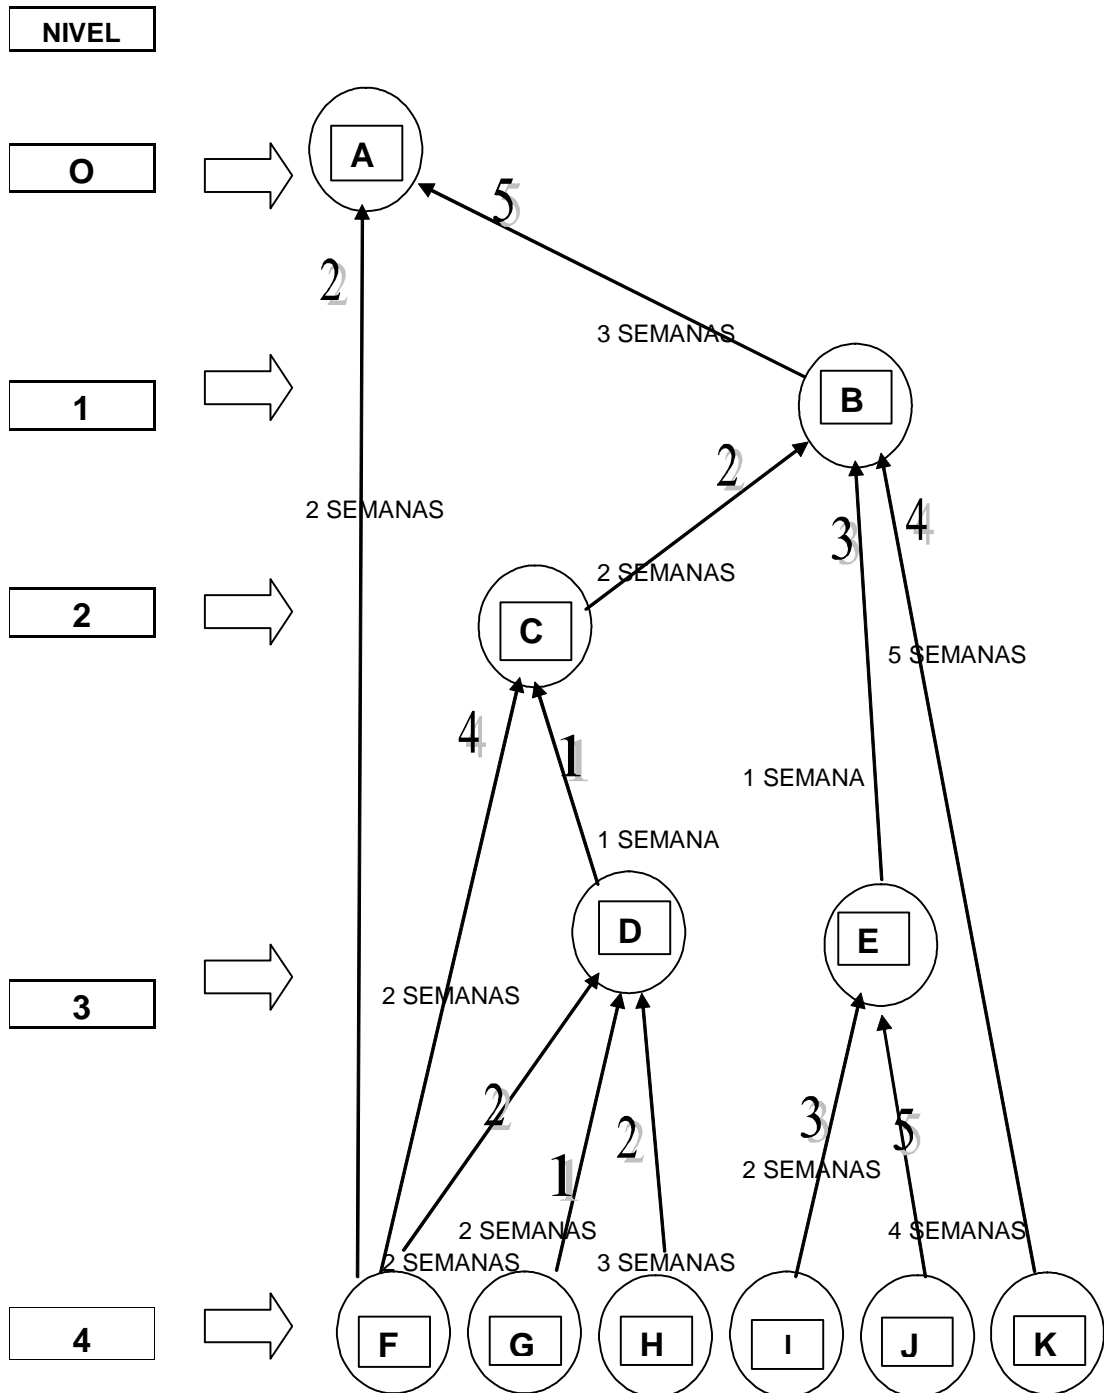 NIVEL
O
A
5
2
3 SEMANAS
1
B
2
2 SEMANAS
3
4
2 SEMANAS
2
C
5 SEMANAS
4
1
1 SEMANA
1 SEMANA
D
E
3
2 SEMANAS
2
3
5
2
1
2 SEMANAS
2 SEMANAS
4 SEMANAS
2 SEMANAS
3 SEMANAS
4
F
G
H
I
J
K